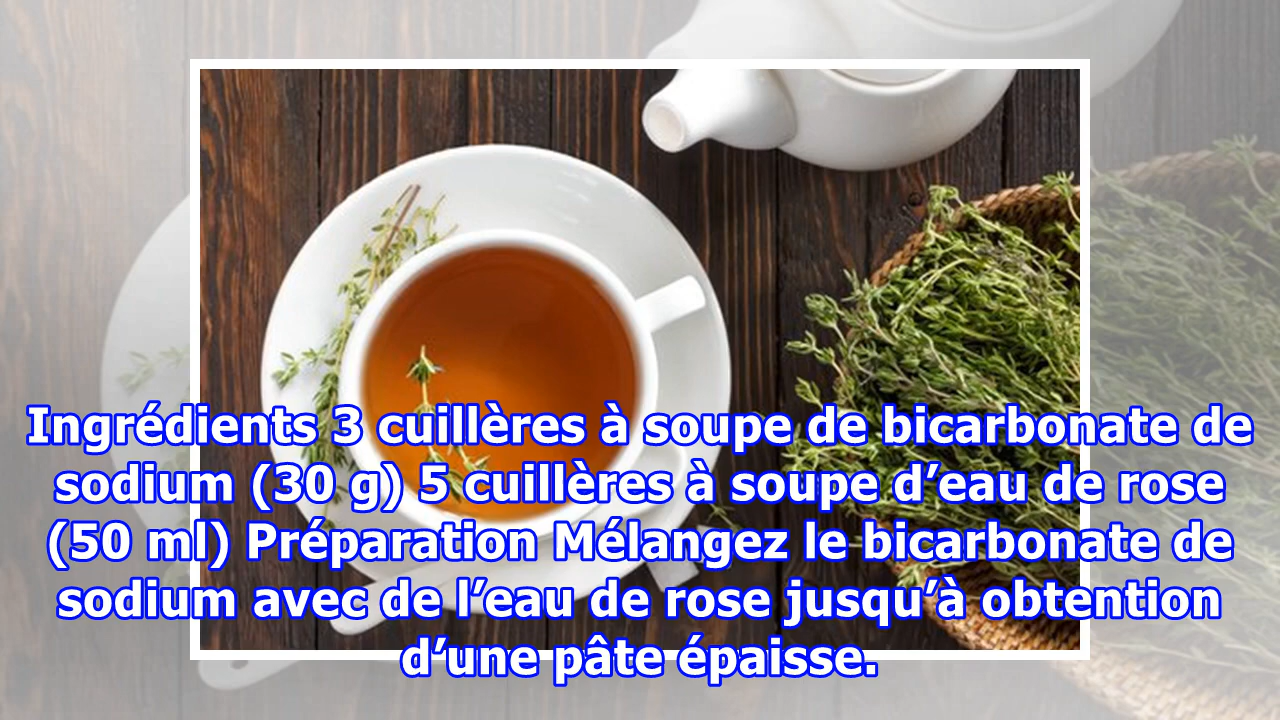 Ingrédients 3 cuillères à soupe de bicarbonate de
sodium (30 g) 5 cuillères à soupe d’eau de rose
(50 ml) Préparation Mélangez le bicarbonate de
sodium avec de l’eau de rose jusqu’à obtention
d’une pâte épaisse.